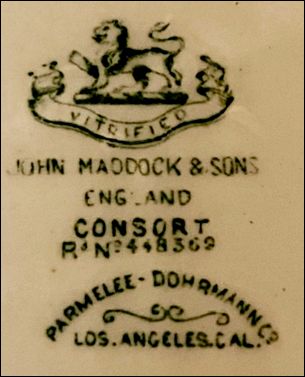 VITRIFIED
JOHN MADDOCK & SONS
ENGLAND
CONSORT
Rd No 448369
PARMELEE-DOHRMANN Co
LOS.ANGELES.CAL.